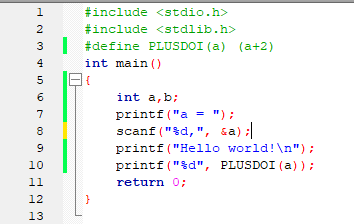 1 #include <stdio.h>
2 #include <stdlib.h>
3 #define PLUSDOI(a) (a+2)
4 int main()
5 {
6 int a,b;
7 printf("a = ");
8 scanf("%d,", &a);
9 printf("Hello world!\n");
10 printf("%d", PLUSDOI(a));
11 return 0;
12 }
13